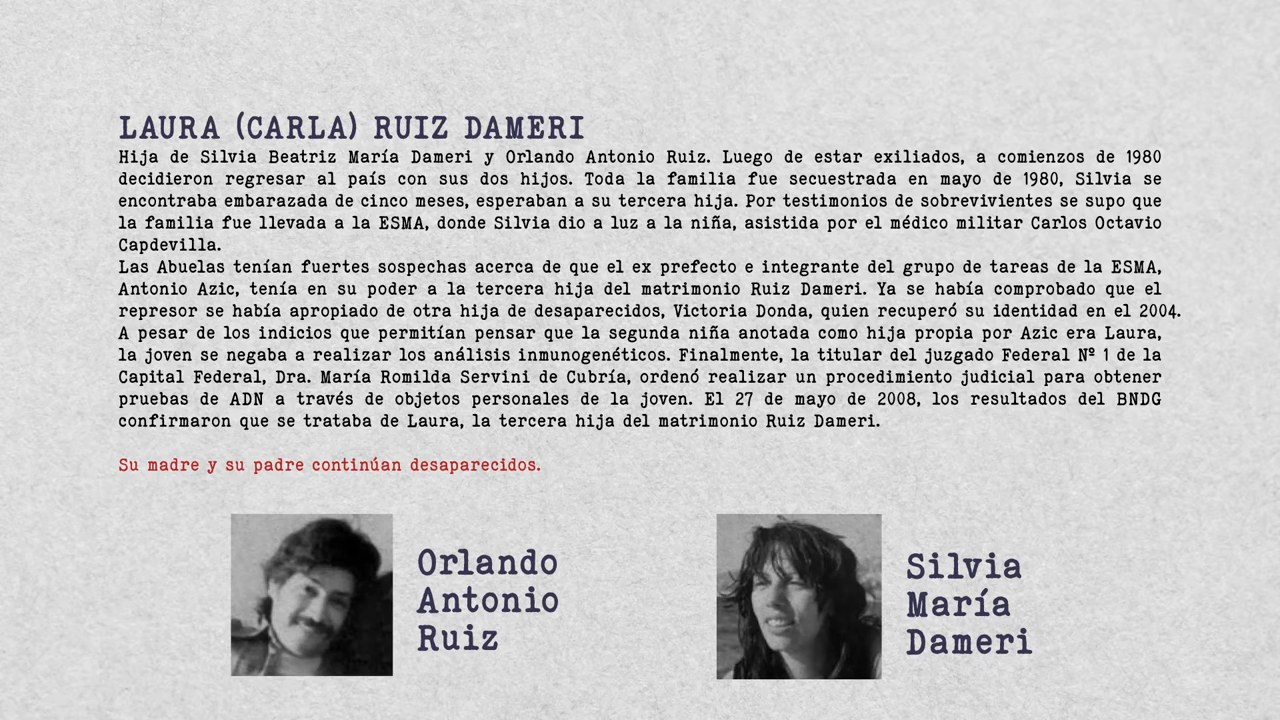 LAURA (CARLA) RUIZ DAMERI
Hija de Silvia Beatriz María Dameri y Orlando Antonio Ruiz. Luego de estar exiliados, a comienzos de 1980
decidieron regresar al país con sus dos hijos. Toda la familia fue secuestrada en mayo de 1980, Silvia se
encontraba embarazada de cinco meses, esperaban a su tercera hija. Por testimonios de sobrevivientes se supo que
la familia fue llevada a la ESMA, donde Silvia dio a luz a la niña, asistida por el médico militar Carlos Octavio
Capdevilla.
Las Abuelas tenían fuertes sospechas acerca de que el ex prefecto e integrante del grupo de tareas de la ESMA,
Antonio Azic, tenía en su poder a la tercera hija del matrimonio Ruiz Dameri. Ya se había comprobado que el
represor se había apropiado de otra hija de desaparecidos, Victoria Donda, quien recuperó su identidad en el 2004.
A pesar de los indicios que permitían pensar que la segunda niña anotada como hija propia por Azic era Laura,
la joven se negaba a realizar los análisis inmunogenéticos. Finalmente, la titular del juzgado Federal Nº 1 de la
Capital Federal, Dra. María Romilda Servini de Cubría, ordenó realizar un procedimiento judicial para obtener
pruebas de ADN a través de objetos personales de la joven. El 27 de mayo de 2008, los resultados del BNDG
confirmaron que se trataba de Laura, la tercera hija del matrimonio Ruiz Dameri.
Su madre y su padre continúan desaparecidos.
Orlando
Antonio
Ruiz
Silvia
María
Dameri